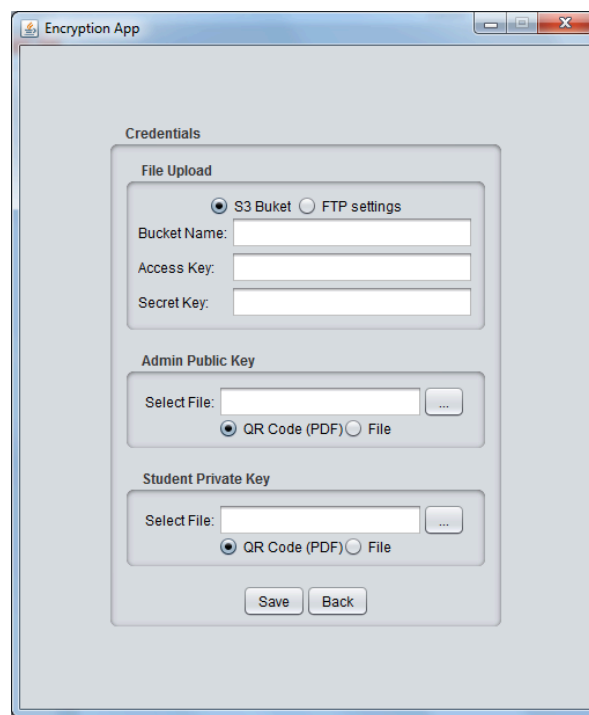 Encryption App
Credentials
File Upload
S3 Buket FTP settings
Bucket Name:
Access Key:
Secret Key:
Admin Public Key
Select File: ...
QR Code (PDF) File
Student Private Key
Select File: ...
QR Code (PDF) File
Save Back